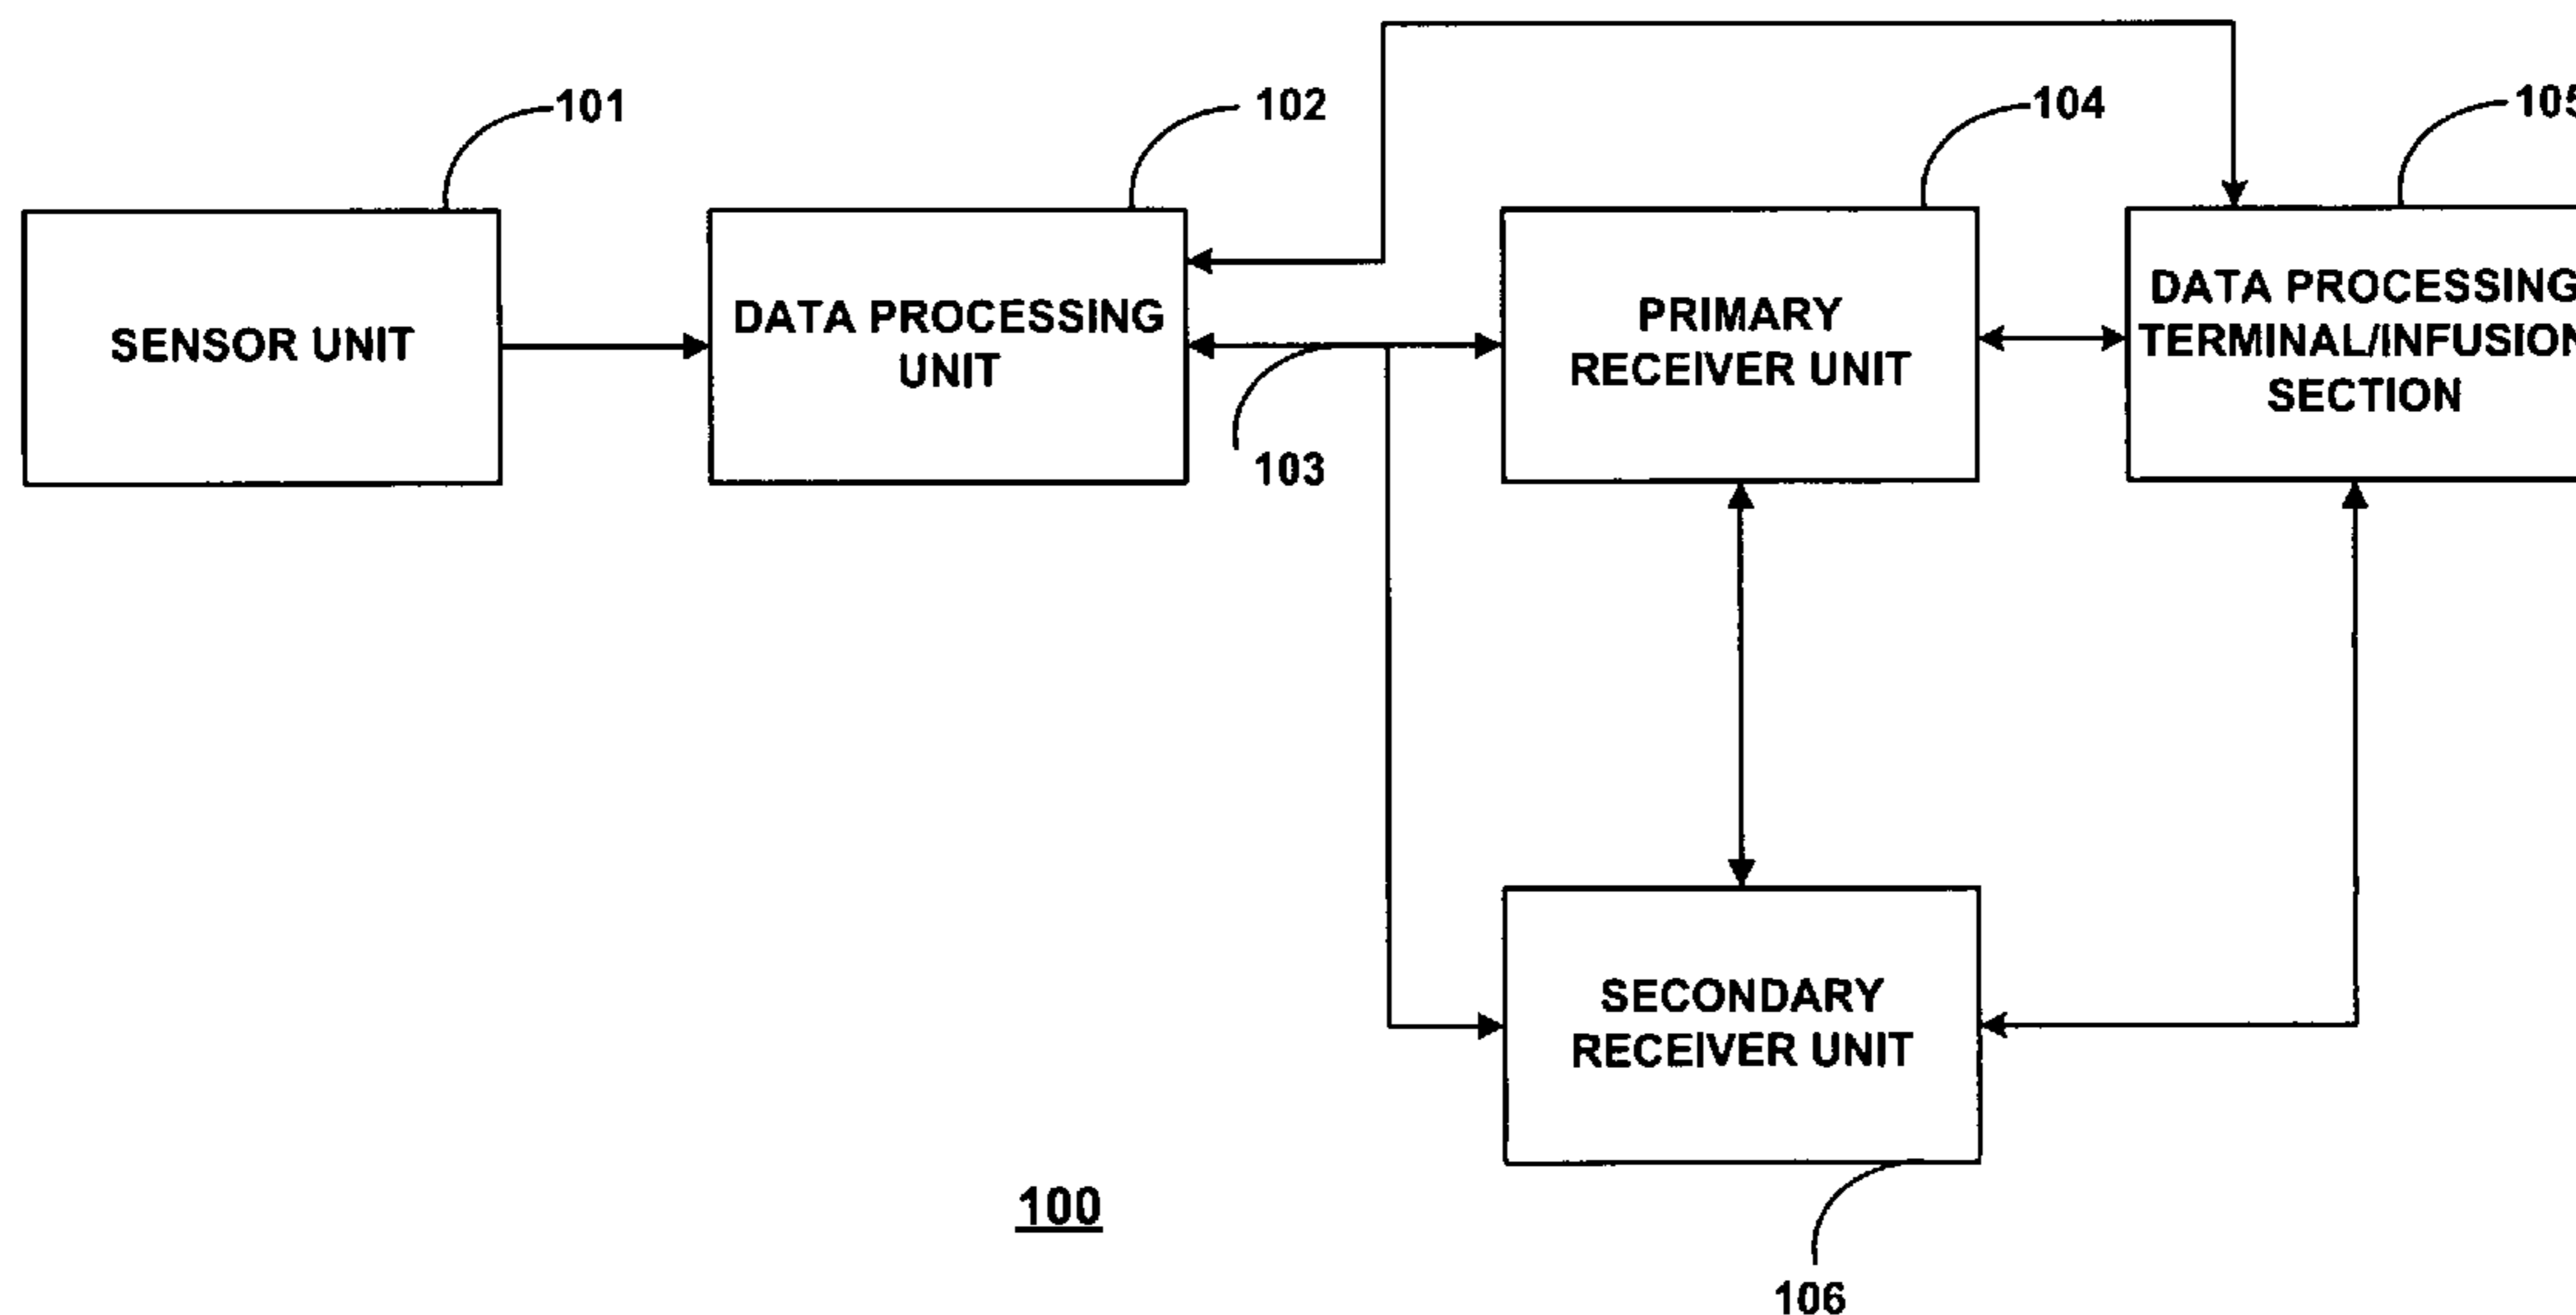 101
102
104
105
SENSOR UNIT
DATA PROCESSING
UNIT
103
PRIMARY
RECEIVER UNIT
DATA PROCESSING
TERMINAL/INFUSION
SECTION
SECONDARY
RECEIVER UNIT
100
106